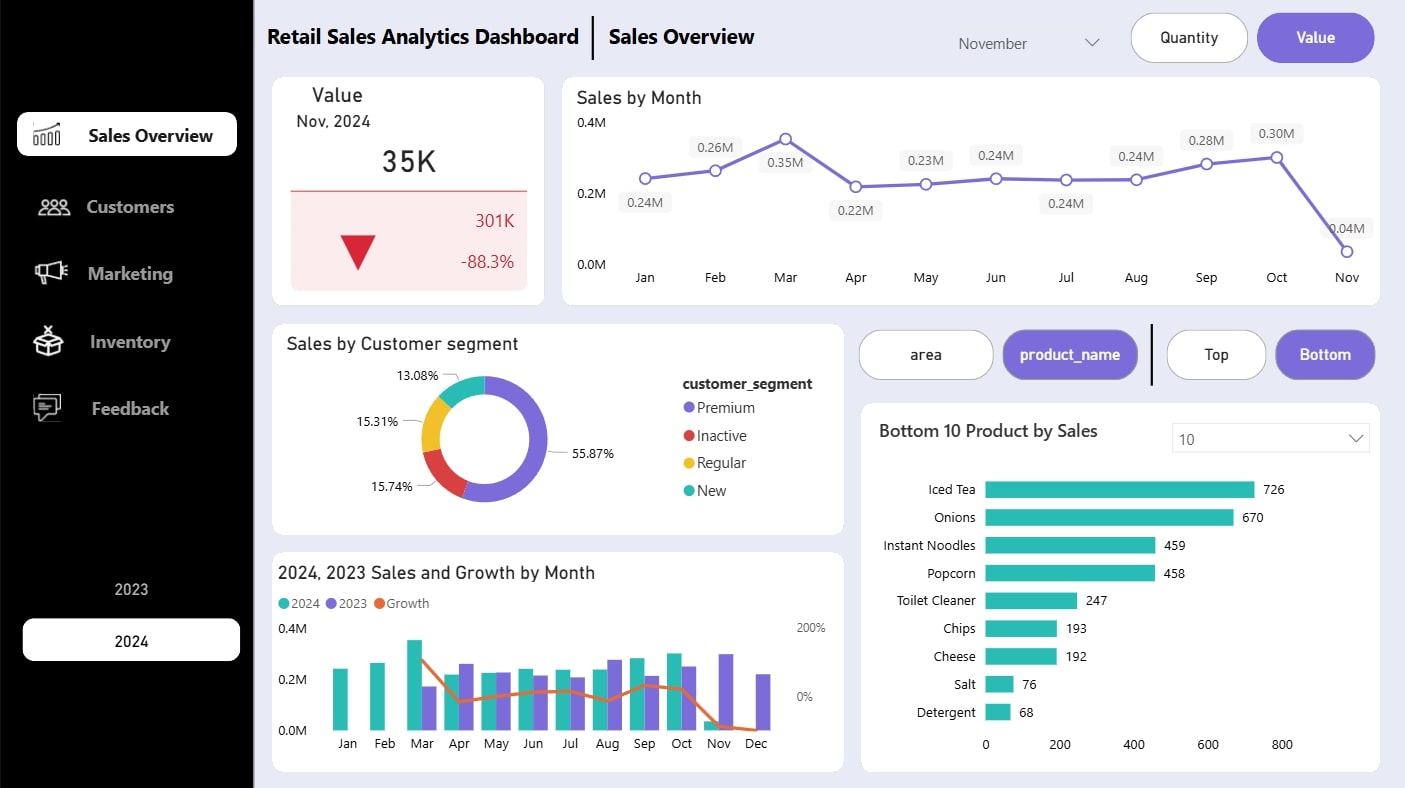 Retail Sales Analytics Dashboard
Sales Overview
November
Quantity
Value
Sales Overview
Customers
Marketing
Inventory
Feedback
2023
2024
Value
Nov, 2024
35K
301K
-88.3%
Sales by Month
0.4M
0.2M
0.0M
0.24M
0.26M
0.35M
0.22M
0.23M
0.24M
0.24M
0.24M
0.28M
0.30M
0.04M
Jan Feb Mar Apr May Jun Jul Aug Sep Oct Nov
Sales by Customer segment
13.08%
15.31%
15.74%
55.87%
customer_segment
Premium
Inactive
Regular
New
area
product_name
Top
Bottom
2024, 2023 Sales and Growth by Month
2024 2023 Growth
0.4M
0.2M
0.0M
200%
0%
Jan Feb Mar Apr May Jun Jul Aug Sep Oct Nov Dec
Bottom 10 Product by Sales
10
Iced Tea 726
Onions 670
Instant Noodles 459
Popcorn 458
Toilet Cleaner 247
Chips 193
Cheese 192
Salt 76
Detergent 68
0 200 400 600 800